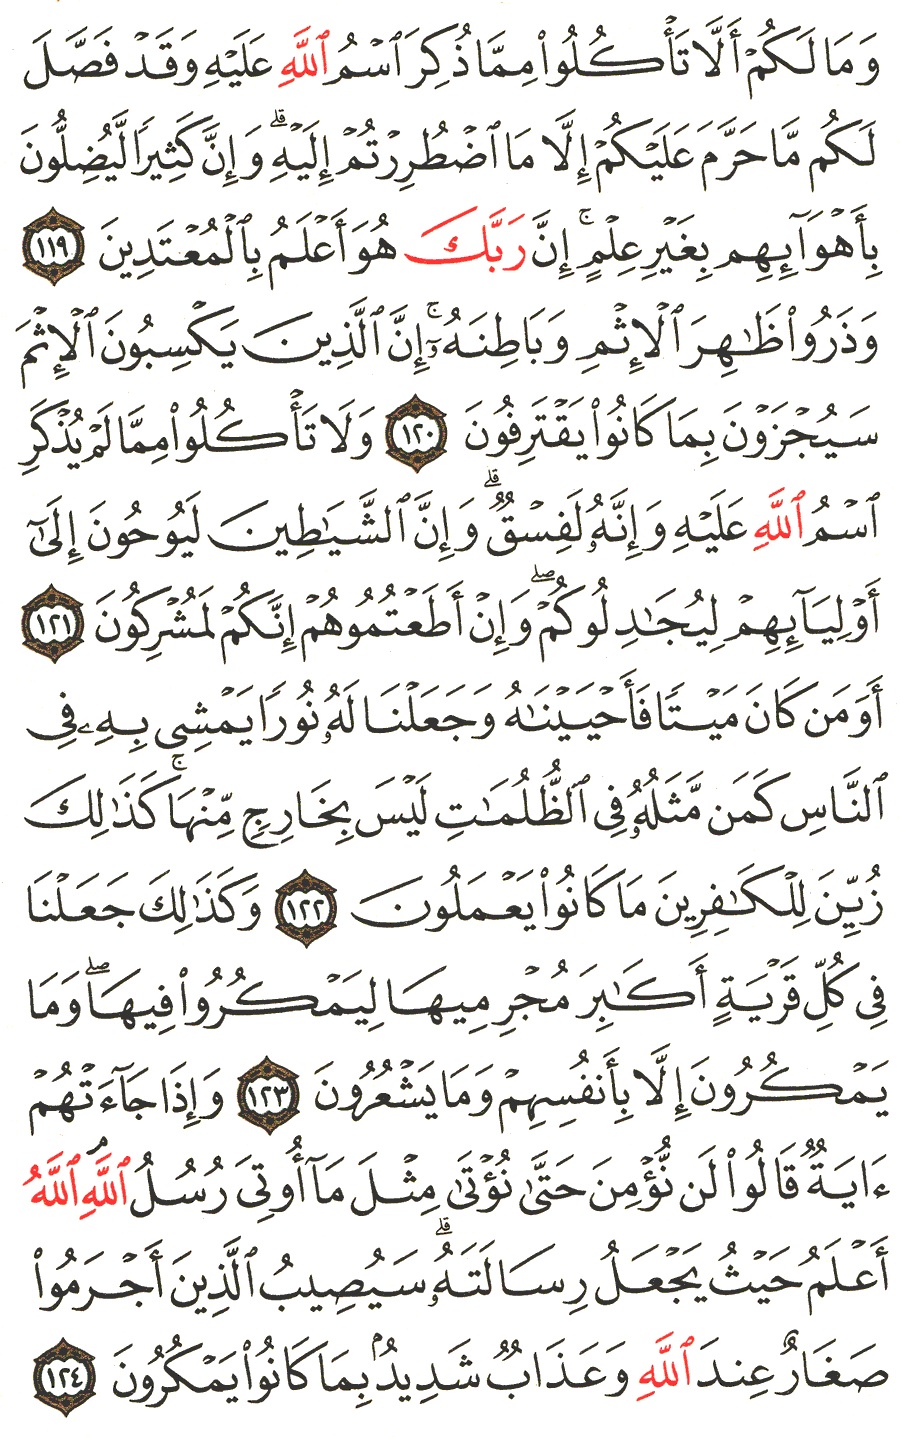 وَمَا لَكُمْ أَلَّا تَأْكُلُوا۟ مِمَّا ذُكِرَ ٱسْمُ ٱللَّهِ عَلَيْهِ وَقَدْ فَصَّلَ
لَكُم مَّا حَرَّمَ عَلَيْكُمْ إِلَّا مَا ٱضْطُرِرْتُمْ إِلَيْهِ ۗ وَإِنَّ كَثِيرًا لَّيُضِلُّونَ
بِأَهْوَآئِهِم بِغَيْرِ عِلْمٍ ۚ إِنَّ رَبَّكَ هُوَ أَعْلَمُ بِٱلْمُعْتَدِينَ ١١٩
وَذَرُوا۟ ظَـٰهِرَ ٱلْإِثْمِ وَبَاطِنَهُۥٓ ۚ إِنَّ ٱلَّذِينَ يَكْسِبُونَ ٱلْإِثْمَ
سَيُجْزَوْنَ بِمَا كَانُوا۟ يَقْتَرِفُونَ ١٢٠ وَلَا تَأْكُلُوا۟ مِمَّا لَمْ يُذْكَرِ
ٱسْمُ ٱللَّهِ عَلَيْهِ وَإِنَّهُۥ لَفِسْقٌ ۗ وَإِنَّ ٱلشَّيَـٰطِينَ لَيُوحُونَ إِلَىٰٓ
أَوْلِيَآئِهِمْ لِيُجَـٰدِلُوكُمْ ۖ وَإِنْ أَطَعْتُمُوهُمْ إِنَّكُمْ لَمُشْرِكُونَ ١٢١
أَوَمَن كَانَ مَيْتًا فَأَحْيَيْنَـٰهُ وَجَعَلْنَا لَهُۥ نُورًا يَمْشِى بِهِۦ فِى
ٱلنَّاسِ كَمَن مَّثَلُهُۥ فِى ٱلظُّلُمَـٰتِ لَيْسَ بِخَارِجٍ مِّنْهَا ۚ كَذَٰلِكَ
زُيِّنَ لِلْكَـٰفِرِينَ مَا كَانُوا۟ يَعْمَلُونَ ١٢٢ وَكَذَٰلِكَ جَعَلْنَا
فِى كُلِّ قَرْيَةٍ أَكَـٰبِرَ مُجْرِمِيهَا لِيَمْكُرُوا۟ فِيهَا ۖ وَمَا
يَمْكُرُونَ إِلَّا بِأَنفُسِهِمْ وَمَا يَشْعُرُونَ ١٢٣ وَإِذَا جَآءَتْهُمْ
ءَايَةٌ قَالُوا۟ لَن نُّؤْمِنَ حَتَّىٰ نُؤْتَىٰ مِثْلَ مَآ أُوتِىَ رُسُلُ ٱللَّهِ ۘ ٱللَّهُ
أَعْلَمُ حَيْثُ يَجْعَلُ رِسَالَتَهُۥ ۗ سَيُصِيبُ ٱلَّذِينَ أَجْرَمُوا۟
صَغَارٌ عِندَ ٱللَّهِ وَعَذَابٌ شَدِيدٌۢ بِمَا كَانُوا۟ يَمْكُرُونَ ١٢٤